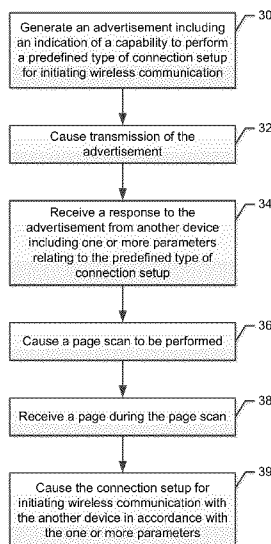 Generate an advertisement including
an indication of a capability to perform
a predefined type of connection setup
for initiating wireless communication
30
Cause transmission of the
advertisement
32
Receive a response to the
advertisement from another device
including one or more parameters
relating to the predefined type of
connection setup
34
Cause a page scan to be performed
36
Receive a page during the page scan
38
Cause the connection setup for
initiating wireless communication with
the another device in accordance with
the one or more parameters
39